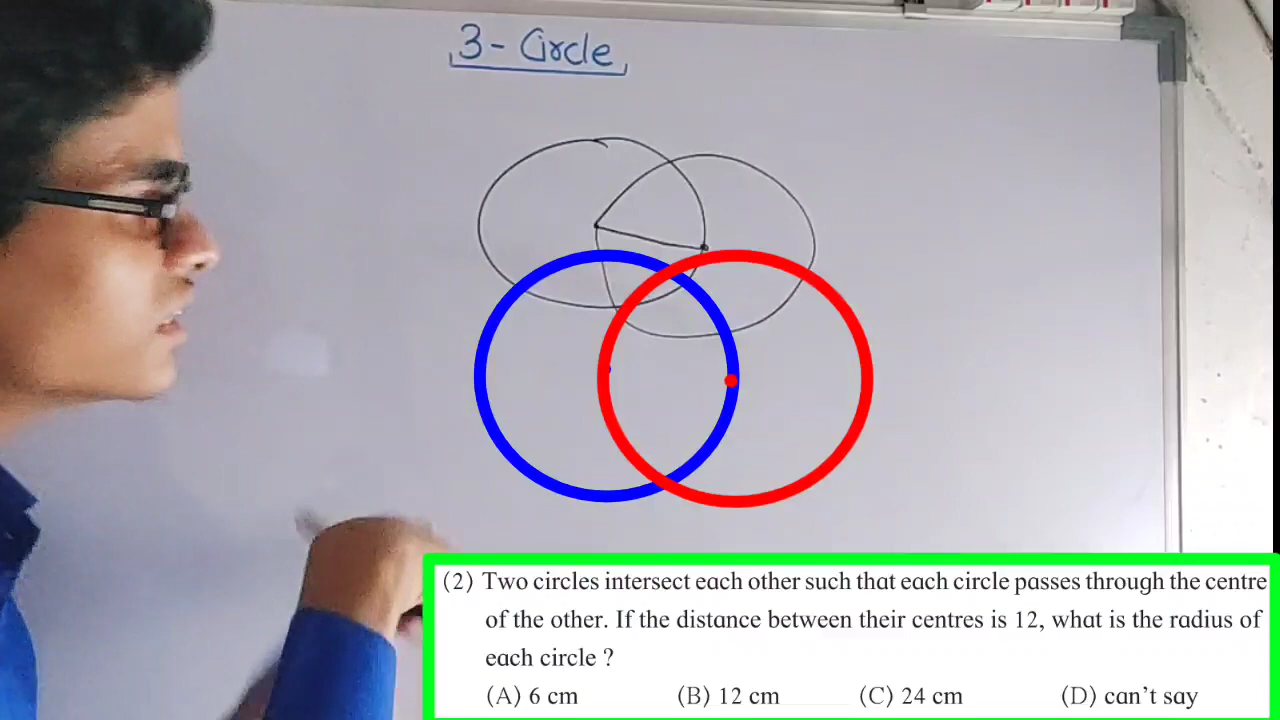 3 - Circle
(2) Two circles intersect each other such that each circle passes through the centre
of the other. If the distance between their centres is 12, what is the radius of
each circle ?
(A) 6 cm (B) 12 cm (C) 24 cm (D) can't say